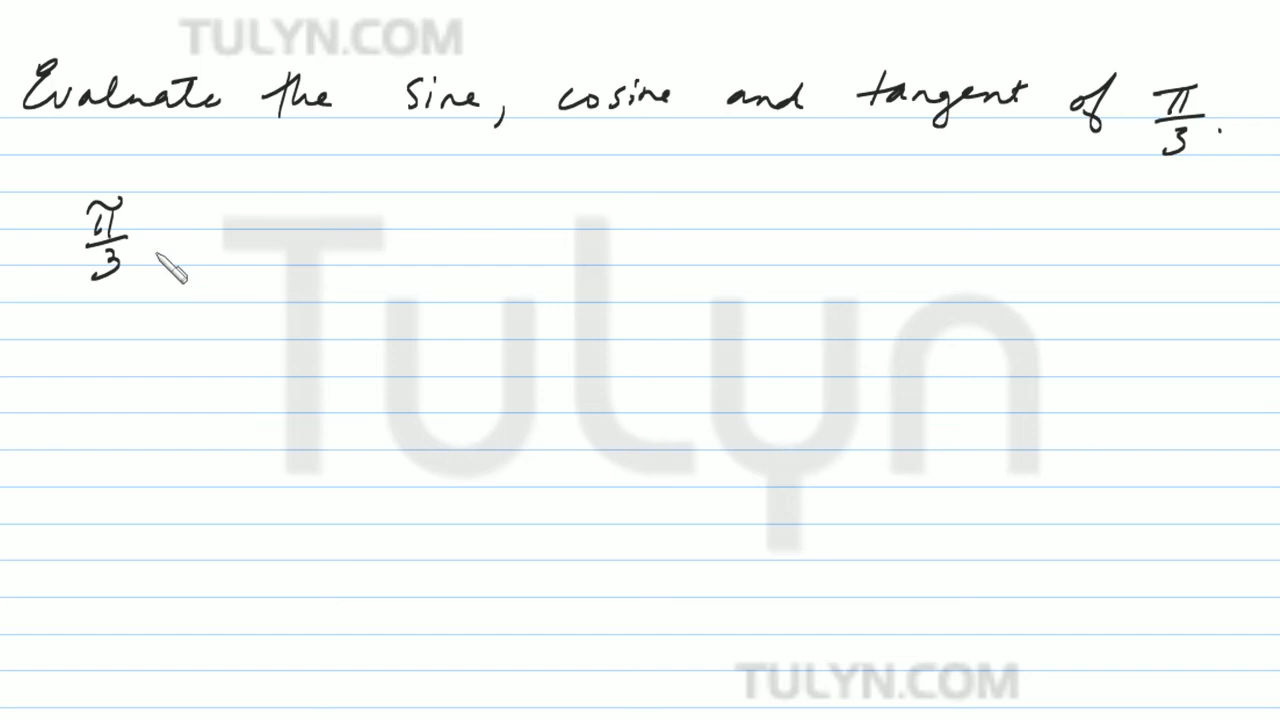 TULYN.COM
Evaluate the sine, cosine and tangent of π/3.
π/3
Tulyn
TULYN.COM